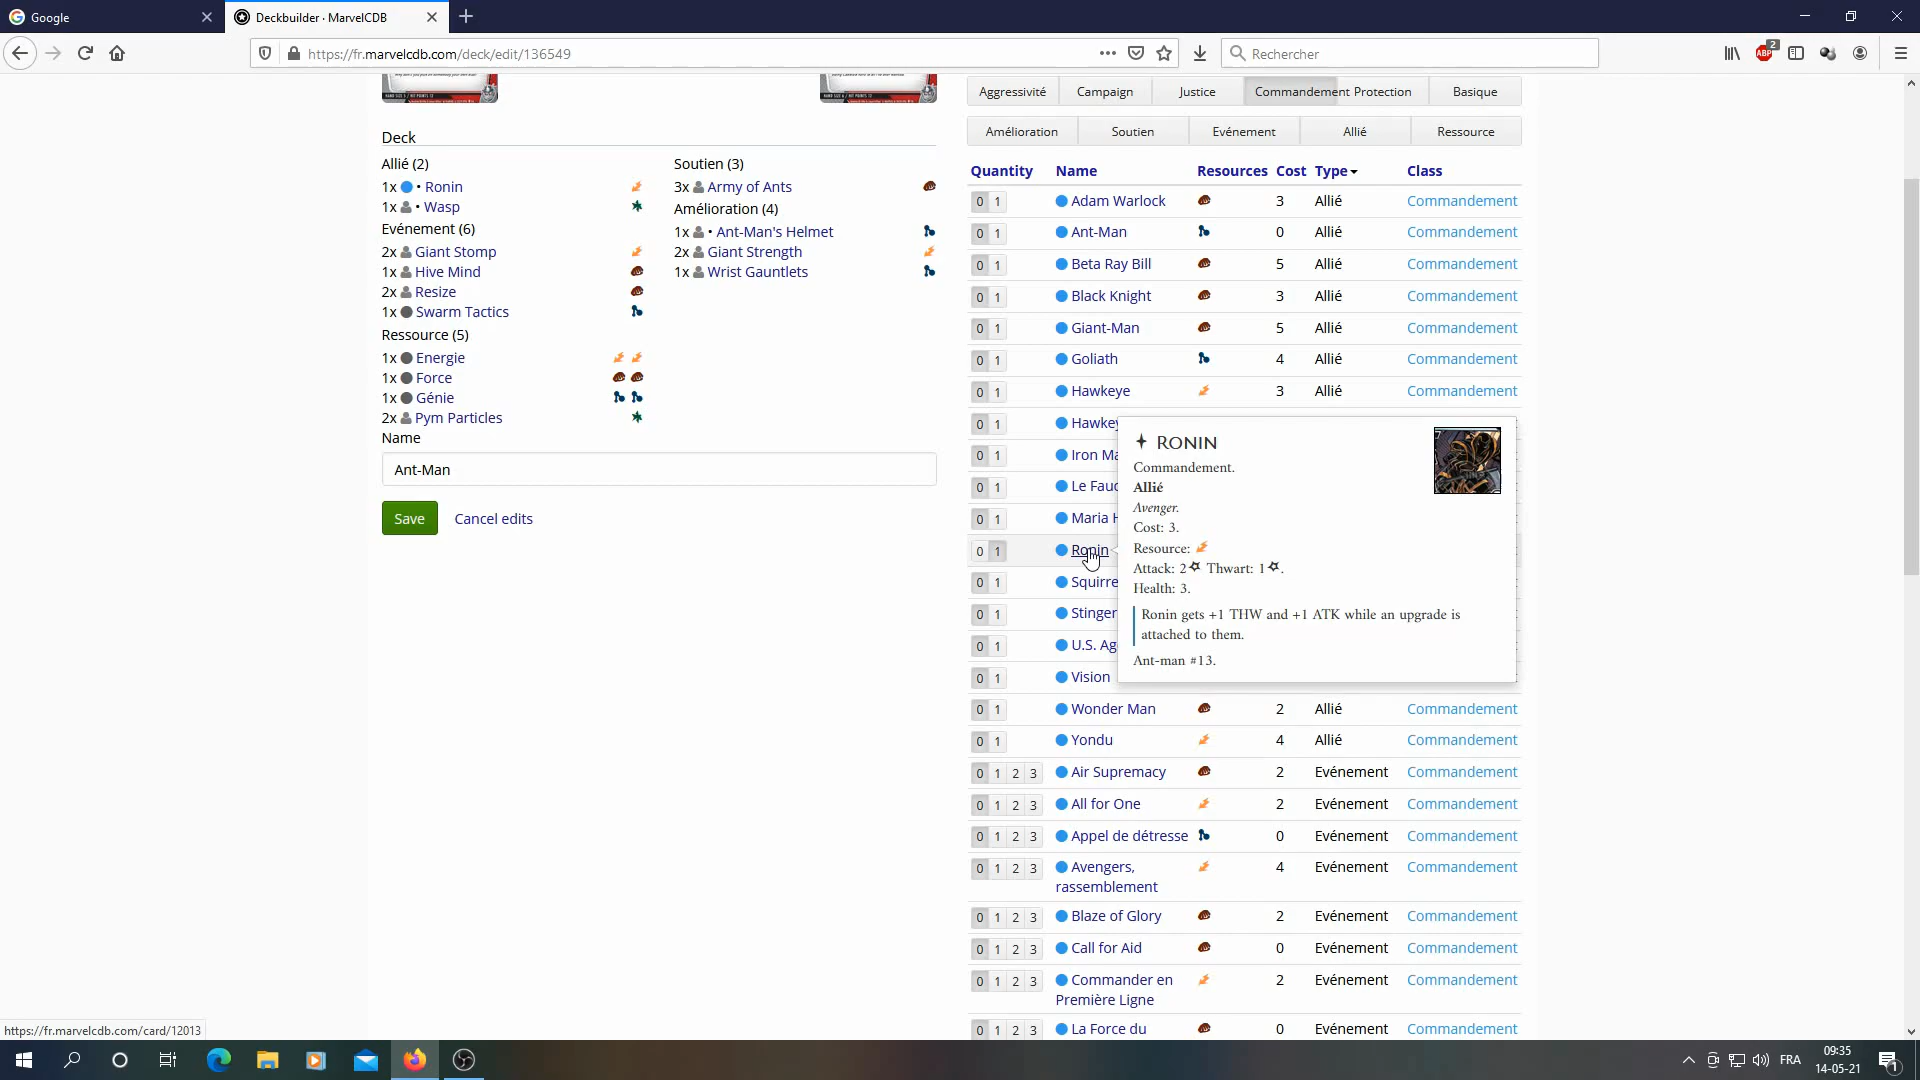 Google
Deckbuilder · MarvelCDB
https://fr.marvelcdb.com/deck/edit/136549
Rechercher
ABP
2
Aggressivité Campaign Justice Commandement Protection Basique
Amélioration Soutien Evénement Allié Ressource
Deck
Allié (2)
1x • Ronin
1x • Wasp
Evénement (6)
2x Giant Stomp
1x Hive Mind
2x Resize
1x Swarm Tactics
Ressource (5)
1x Energie
1x Force
1x Génie
2x Pym Particles
Soutien (3)
3x Army of Ants
Amélioration (4)
1x • Ant-Man's Helmet
2x Giant Strength
1x Wrist Gauntlets
Name
Ant-Man
Save Cancel edits
Quantity Name Resources Cost Type Class
0 1 Adam Warlock 3 Allié Commandement
0 1 Ant-Man 0 Allié Commandement
0 1 Beta Ray Bill 5 Allié Commandement
0 1 Black Knight 3 Allié Commandement
0 1 Giant-Man 5 Allié Commandement
0 1 Goliath 4 Allié Commandement
0 1 Hawkeye 3 Allié Commandement
0 1 Hawkey
0 1 Iron Ma
0 1 Le Fauc
0 1 Maria H
0 1 Ronin
0 1 Squirre
0 1 Stinger
0 1 U.S. Ag
0 1 Vision
RONIN
Commandement.
Allié
Avenger.
Cost: 3.
Resource:
Attack: 2 Thwart: 1.
Health: 3.
Ronin gets +1 THW and +1 ATK while an upgrade is
attached to them.
Ant-man #13.
0 1 Wonder Man 2 Allié Commandement
0 1 Yondu 4 Allié Commandement
0 1 2 3 Air Supremacy 2 Evénement Commandement
0 1 2 3 All for One 2 Evénement Commandement
0 1 2 3 Appel de détresse 0 Evénement Commandement
0 1 2 3 Avengers, 4 Evénement Commandement
rassemblement
0 1 2 3 Blaze of Glory 2 Evénement Commandement
0 1 2 3 Call for Aid 0 Evénement Commandement
0 1 2 3 Commander en 2 Evénement Commandement
Première Ligne
0 1 2 3 La Force du 0 Evénement Commandement
https://fr.marvelcdb.com/card/12013
FRA
09:35
14-05-21
1